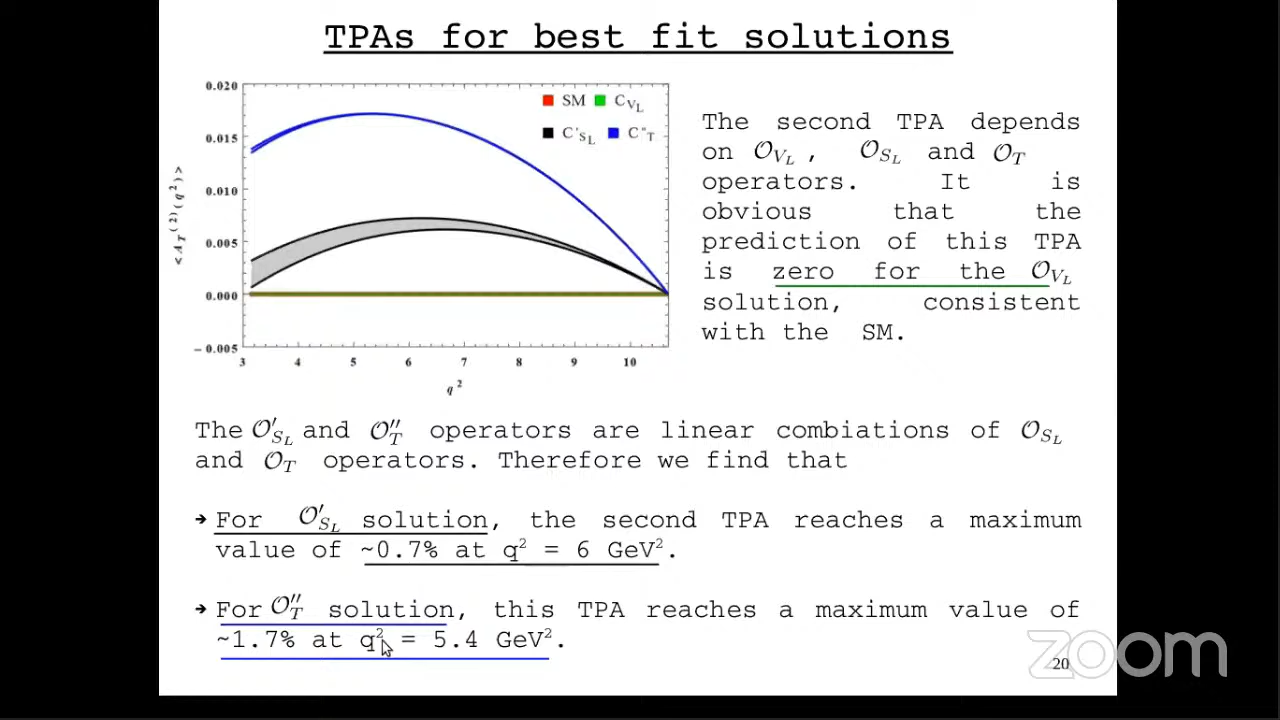 TPAs for best fit solutions
0.020
0.015
0.010
0.005
0.000
−0.005
<A_T^(2)(q²)>
SM C_{V_L}
C'_{S_L} C''_T
3 4 5 6 7 8 9 10
q²
The second TPA depends
on 𝒪_{V_L} , 𝒪_{S_L} and 𝒪_T
operators. It is
obvious that the
prediction of this TPA
is zero for the 𝒪_{V_L}
solution, consistent
with the SM.
The 𝒪'_{S_L} and 𝒪''_T operators are linear combiations of 𝒪_{S_L}
and 𝒪_T operators. Therefore we find that
➔ For 𝒪'_{S_L} solution, the second TPA reaches a maximum
value of ~0.7% at q² = 6 GeV².
➔ For 𝒪''_T solution, this TPA reaches a maximum value of
~1.7% at q² = 5.4 GeV².
zoom
20